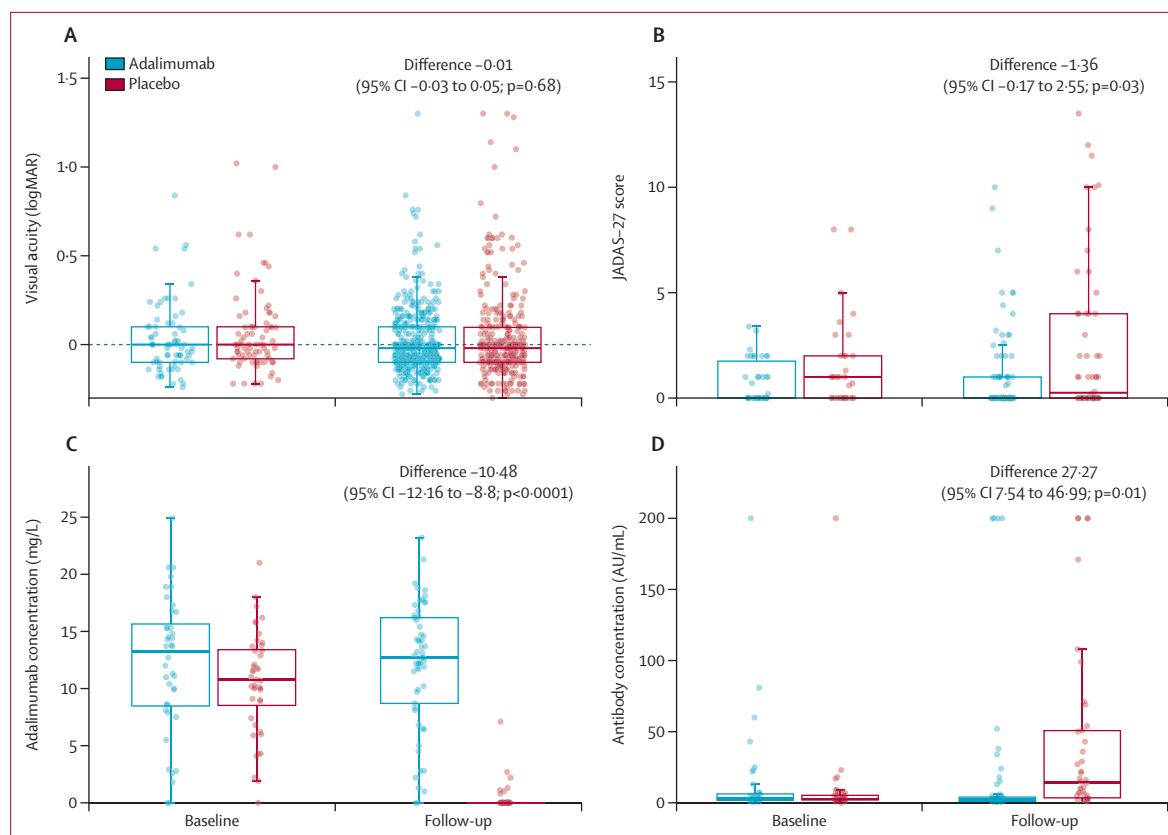 A
Adalimumab
Placebo
Difference –0·01
(95% CI –0·03 to 0·05; p=0·68)
Visual acuity (logMAR)
1·5
1·0
0·5
0
B
Difference –1·36
(95% CI –0·17 to 2·55; p=0·03)
JADAS–27 score
15
10
5
0
C
Difference –10·48
(95% CI –12·16 to –8·8; p<0·0001)
Adalimumab concentration (mg/L)
25
20
15
10
5
0
Baseline
Follow-up
D
Difference 27·27
(95% CI 7·54 to 46·99; p=0·01)
Antibody concentration (AU/mL)
200
150
100
50
0
Baseline
Follow-up